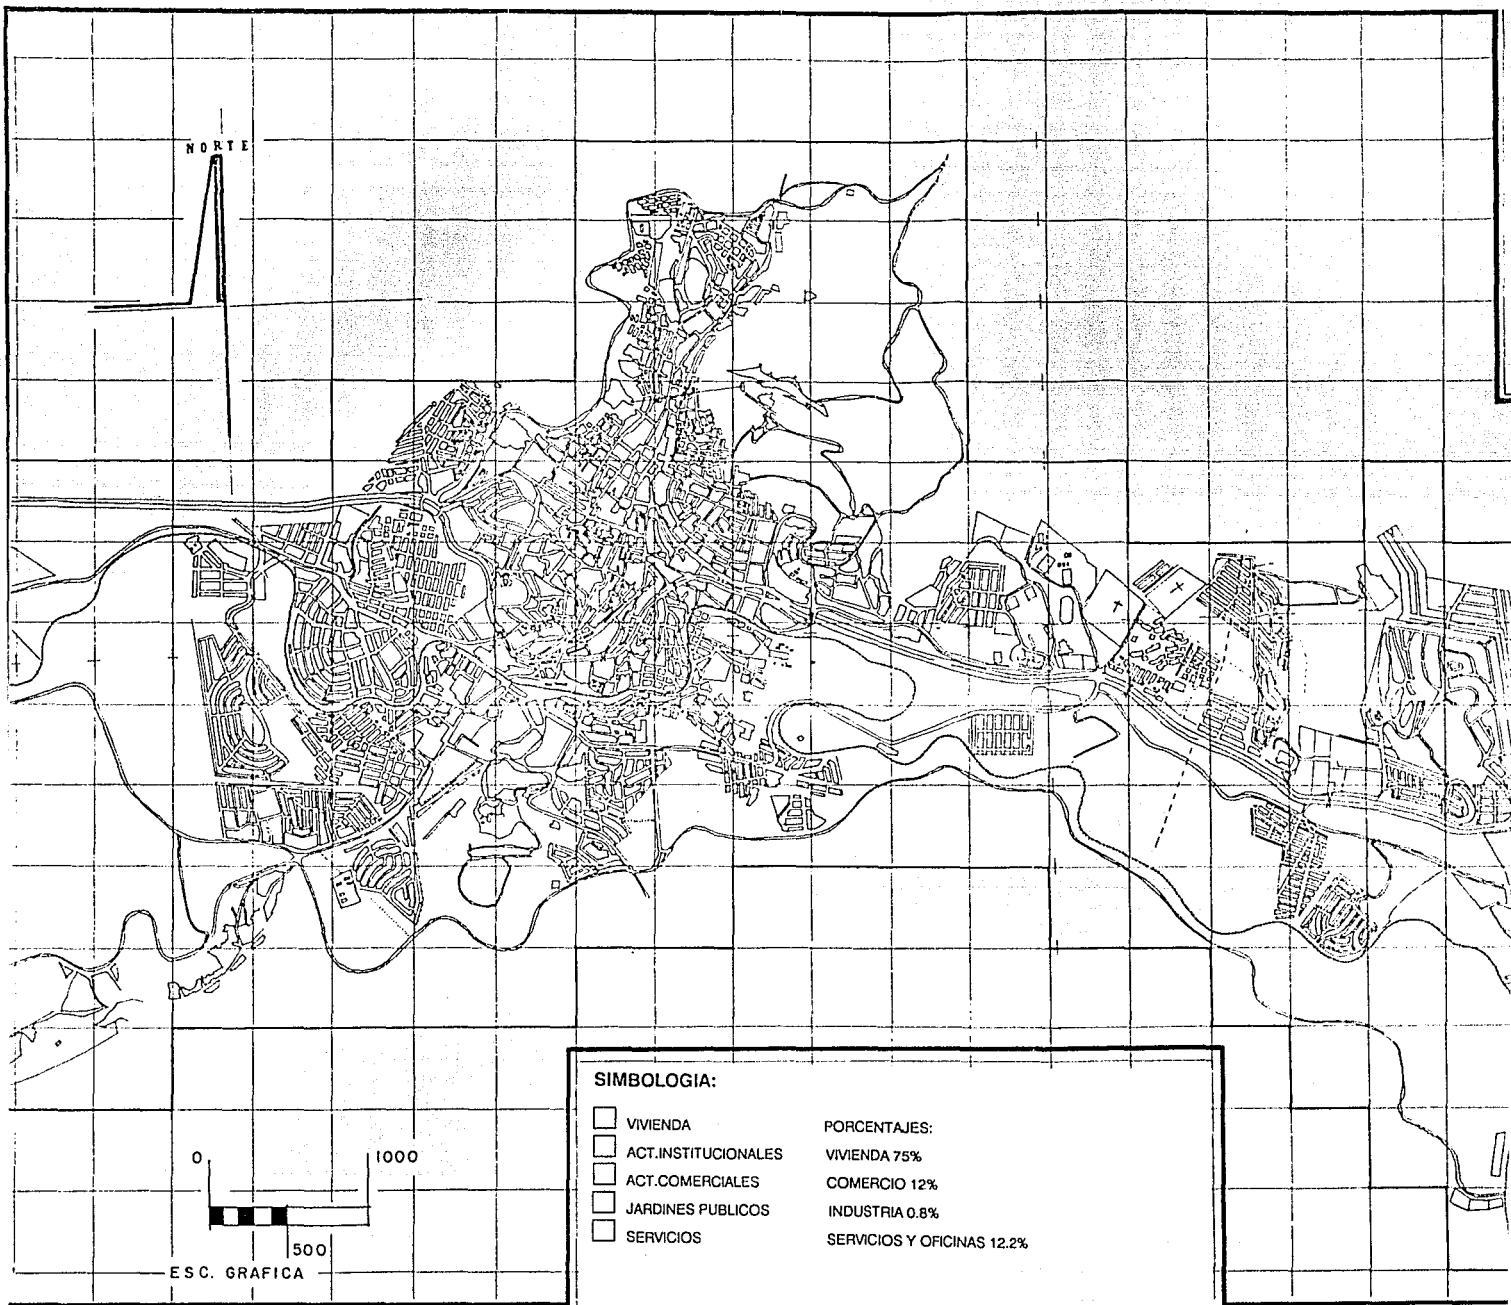 NORTE
SIMBOLOGIA:
VIVIENDA
ACT.INSTITUCIONALES
ACT.COMERCIALES
JARDINES PUBLICOS
SERVICIOS
PORCENTAJES:
VIVIENDA 75%
COMERCIO 12%
INDUSTRIA 0.8%
SERVICIOS Y OFICINAS 12.2%
0
1000
500
ESC. GRAFICA